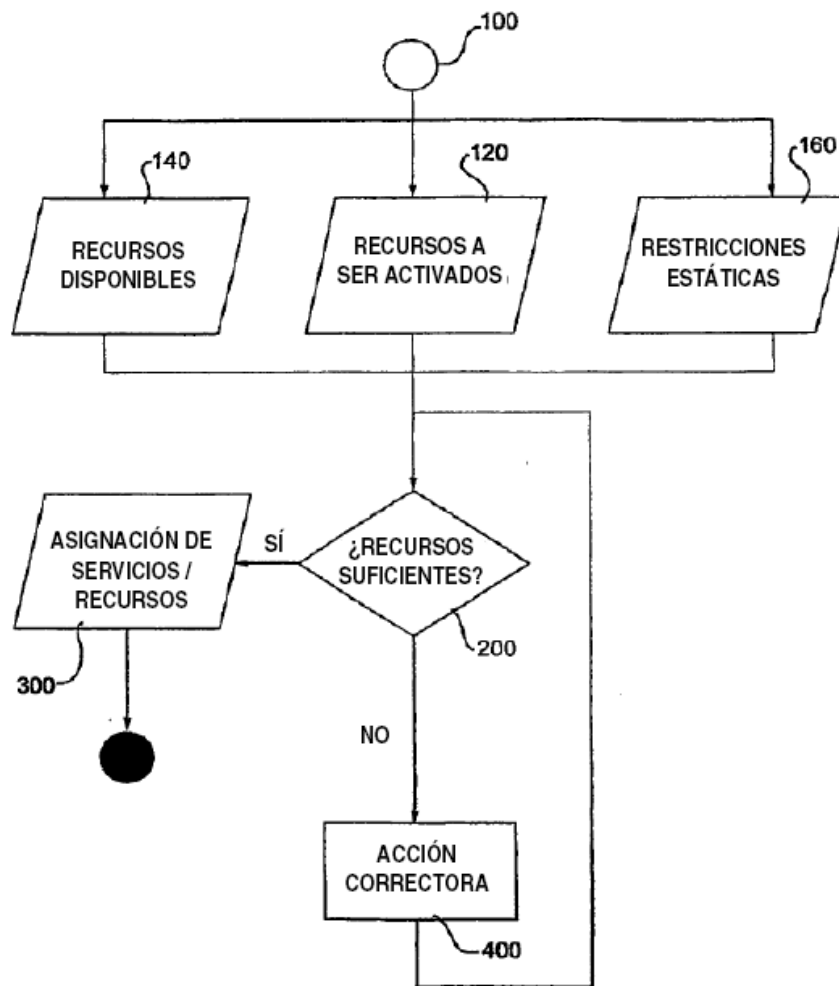 100
140
120
160
RECURSOS
DISPONIBLES
RECURSOS A
SER ACTIVADOS
RESTRICCIONES
ESTÁTICAS
ASIGNACIÓN DE
SERVICIOS /
RECURSOS
SÍ
¿RECURSOS
SUFICIENTES?
200
300
NO
ACCIÓN
CORRECTORA
400